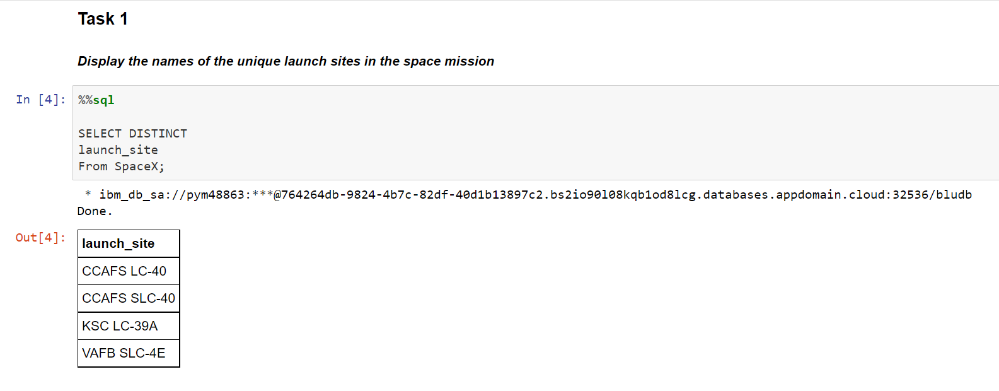 Task 1
Display the names of the unique launch sites in the space mission
In [4]:
%%sql
SELECT DISTINCT
launch_site
From SpaceX;
* ibm_db_sa://pym48863:***@764264db-9824-4b7c-82df-40d1b13897c2.bs2io90l08kqb1od8lcg.databases.appdomain.cloud:32536/bludb
Done.
Out[4]:
launch_site
CCAFS LC-40
CCAFS SLC-40
KSC LC-39A
VAFB SLC-4E